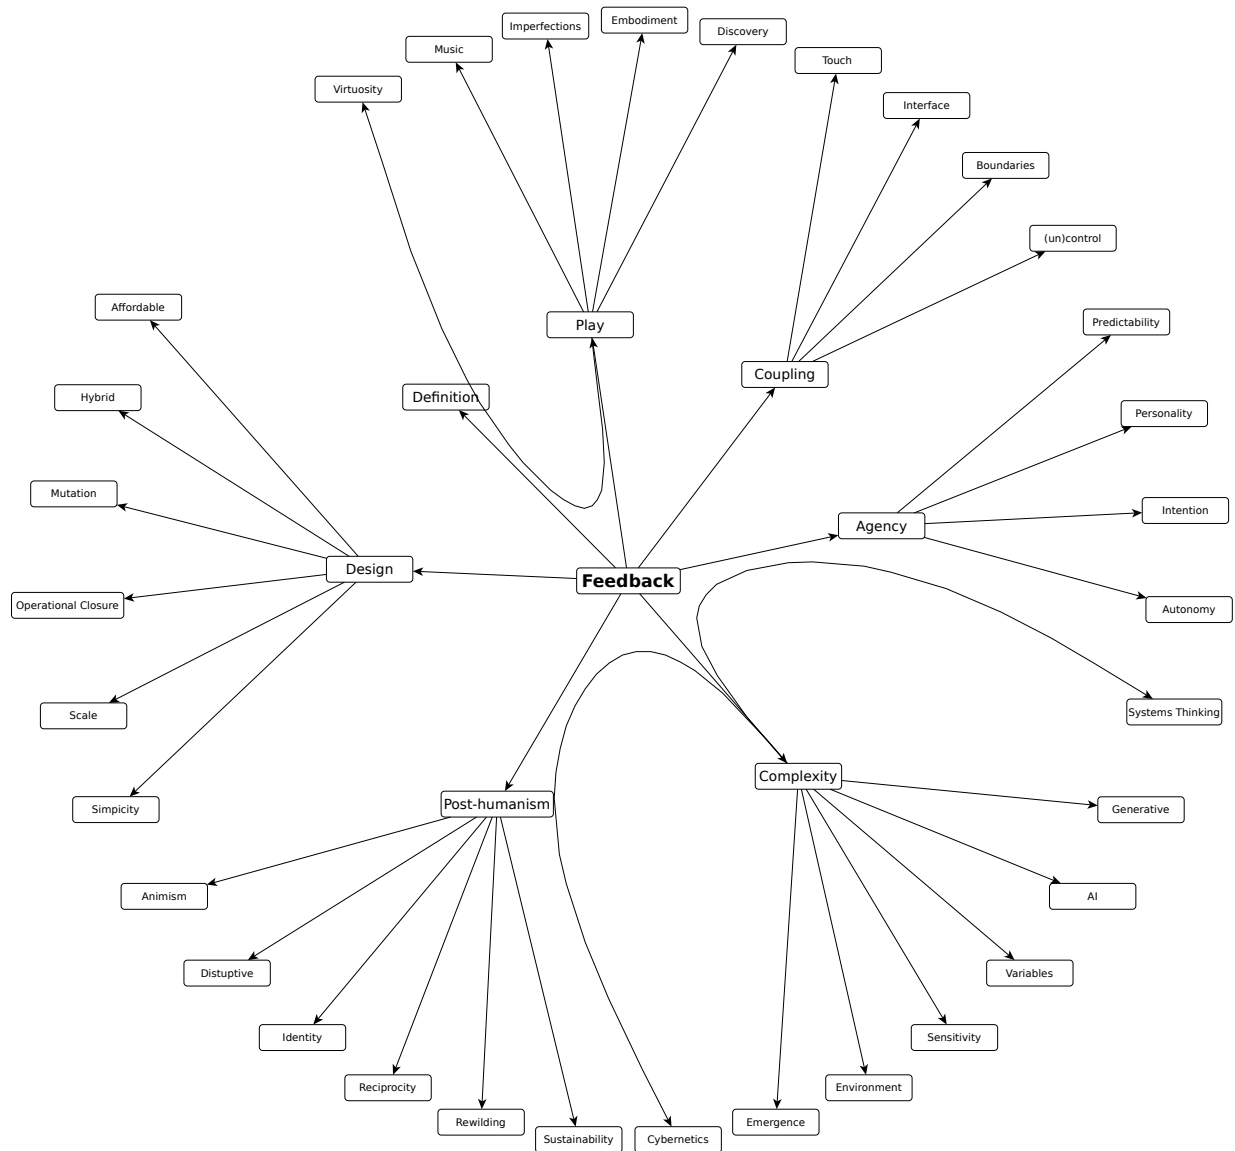 Embodiment
Imperfections
Discovery
Music
Touch
Virtuosity
Interface
Boundaries
(un)control
Affordable
Predictability
Play
Coupling
Hybrid
Definition
Personality
Mutation
Intention
Agency
Design
Feedback
Operational Closure
Autonomy
Scale
Systems Thinking
Complexity
Simpicity
Post-humanism
Generative
Animism
AI
Distuptive
Variables
Identity
Sensitivity
Reciprocity
Environment
Rewilding
Emergence
Sustainability
Cybernetics